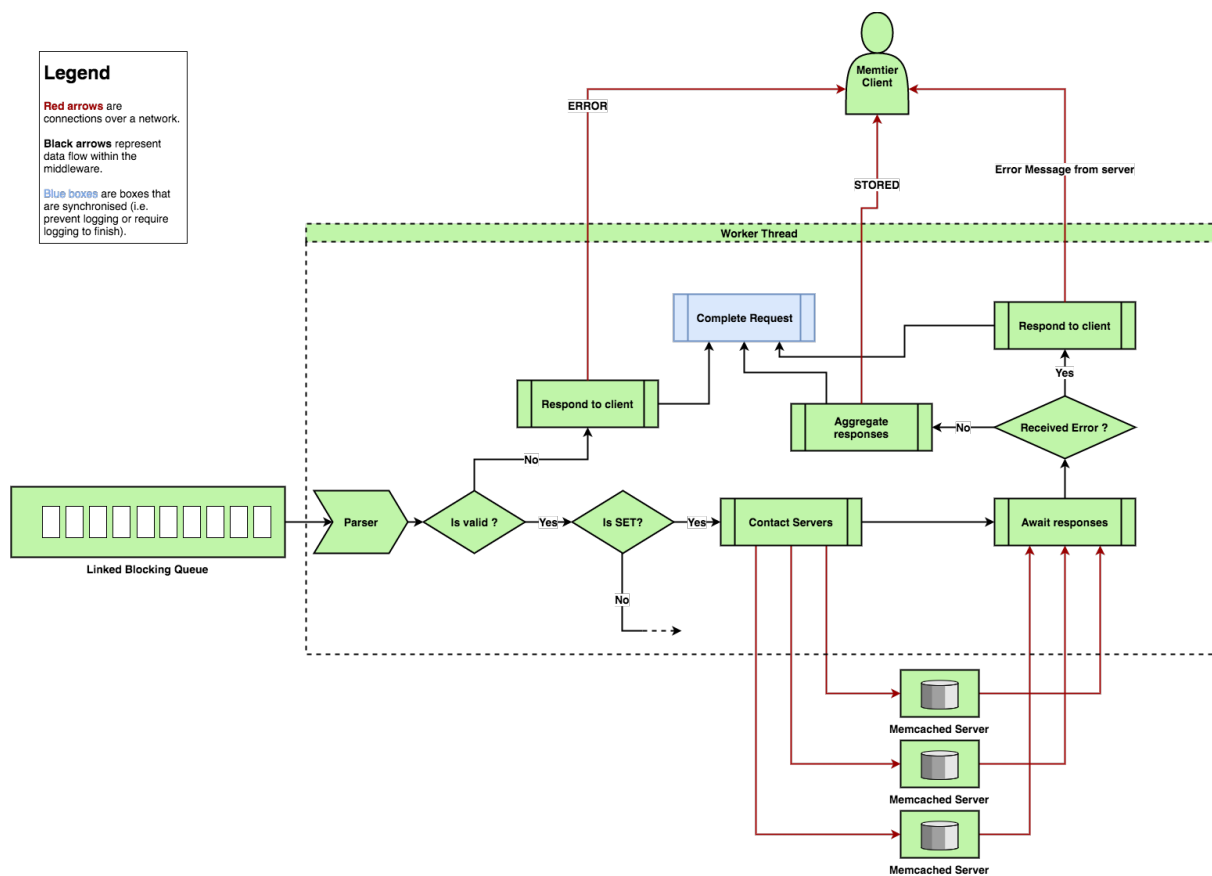 Memtier
Client
Legend
Red arrows are
connections over a network.
Black arrows represent
data flow within the
middleware.
Blue boxes are boxes that
are synchronised (i.e.
prevent logging or require
logging to finish).
ERROR
STORED
Error Message from server
Worker Thread
Complete Request
Respond to client
Respond to client
Yes
Aggregate
responses
No
Received Error ?
No
Parser
Is valid ?
Yes
Is SET?
Yes
Contact Servers
Await responses
Linked Blocking Queue
No
Memcached Server
Memcached Server
Memcached Server